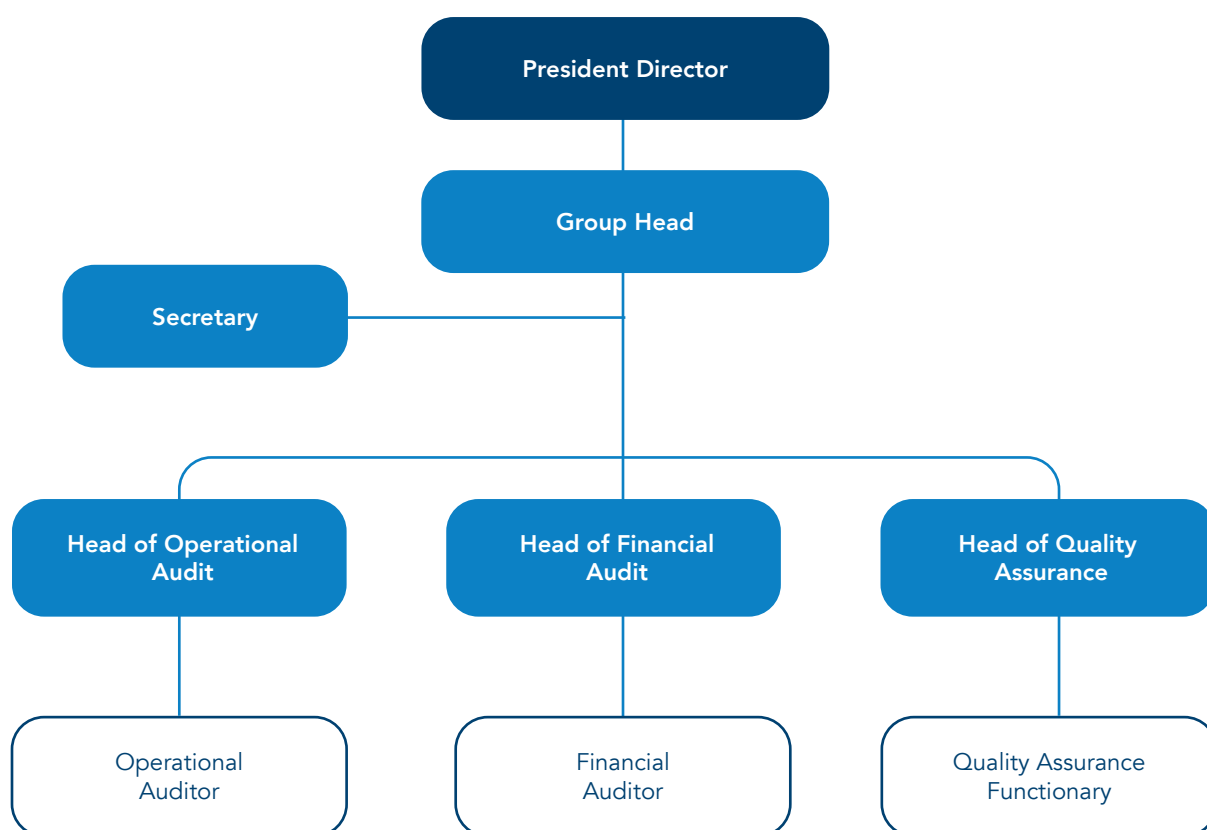 President Director
Group Head
Secretary
Head of Operational
Audit
Head of Financial
Audit
Head of Quality
Assurance
Operational
Auditor
Financial
Auditor
Quality Assurance
Functionary